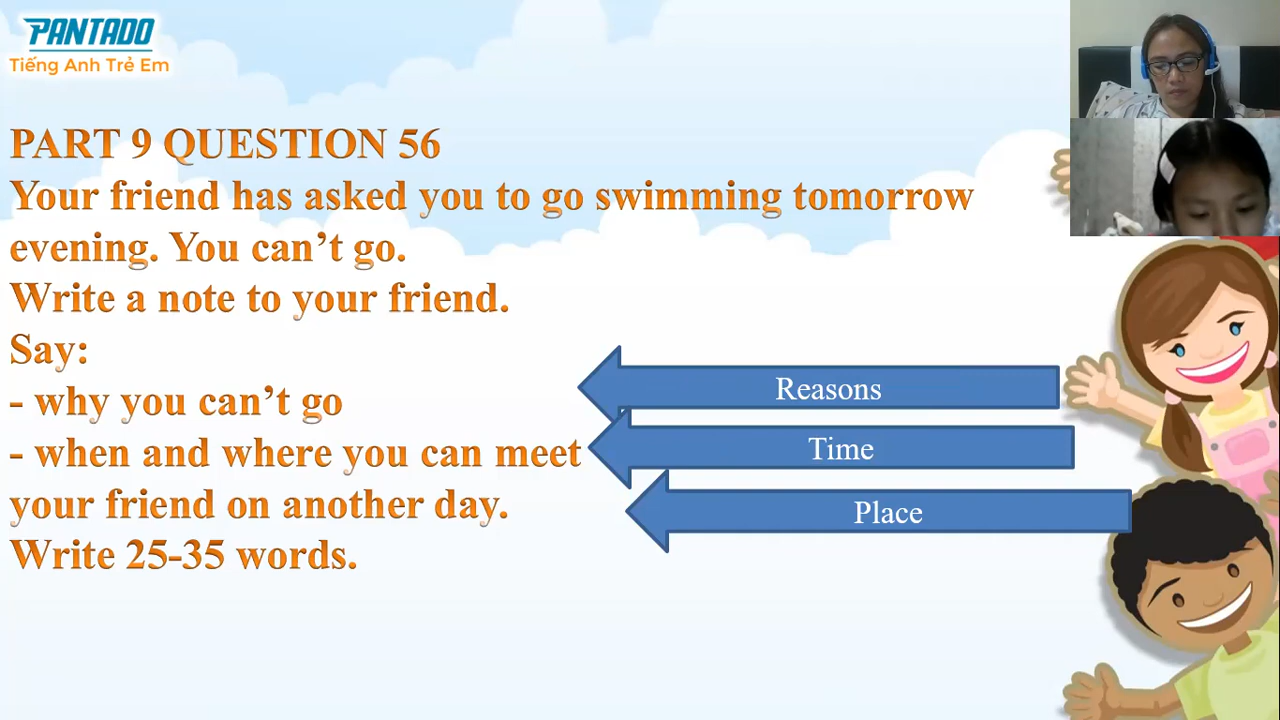 PANTADO
Tiếng Anh Trẻ Em
PART 9 QUESTION 56
Your friend has asked you to go swimming tomorrow
evening. You can’t go.
Write a note to your friend.
Say:
- why you can’t go
- when and where you can meet
your friend on another day.
Write 25-35 words.
Reasons
Time
Place